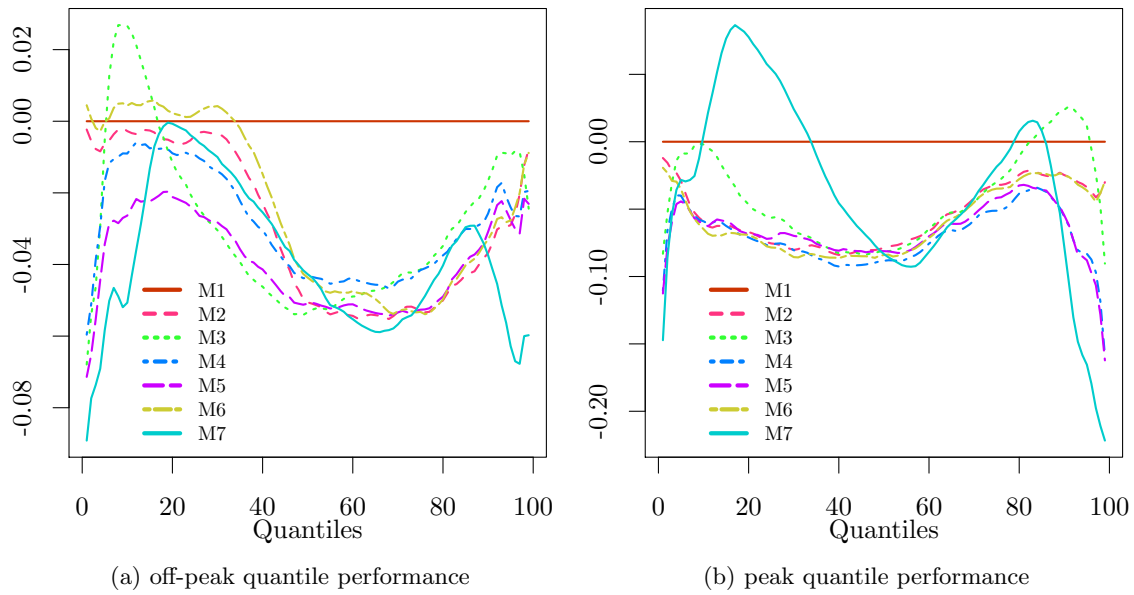 0.02
0.00
-0.04
-0.08
M1
M2
M3
M4
M5
M6
M7
0
20
40
60
80
100
Quantiles
(a) off-peak quantile performance
0.00
-0.10
-0.20
M1
M2
M3
M4
M5
M6
M7
0
20
40
60
80
100
Quantiles
(b) peak quantile performance